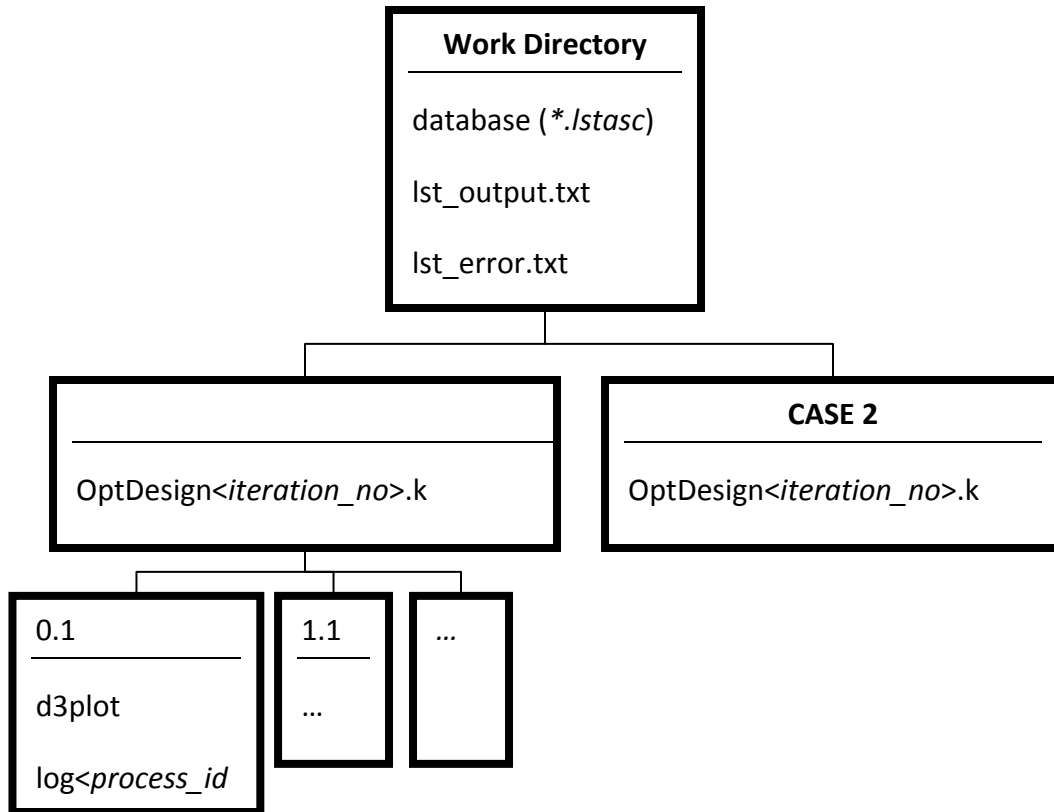 Work Directory
database (*.lstasc)
lst_output.txt
lst_error.txt
OptDesign<iteration_no>.k
CASE 2
OptDesign<iteration_no>.k
0.1
d3plot
log<process_id
1.1
...
...